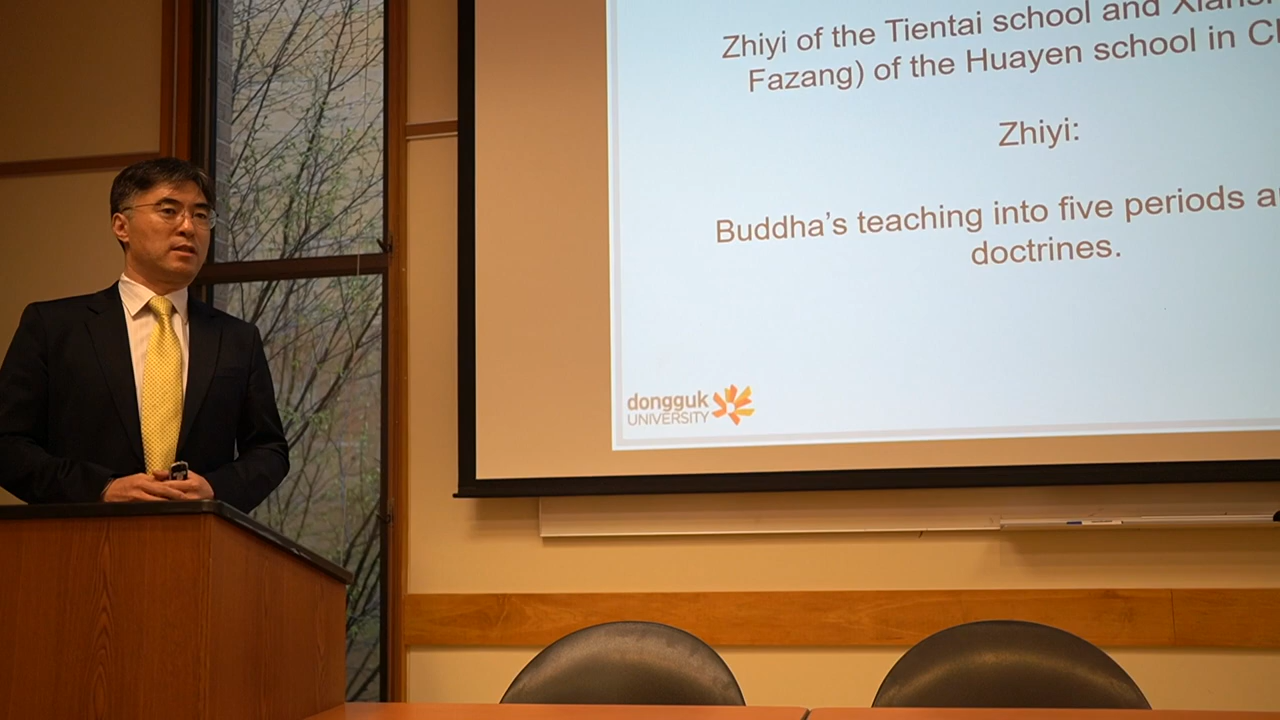 Zhiyi of the Tientai school and
Fazang) of the Huayen school in
Zhiyi:
Buddha's teaching into five periods
doctrines.
dongguk
UNIVERSITY